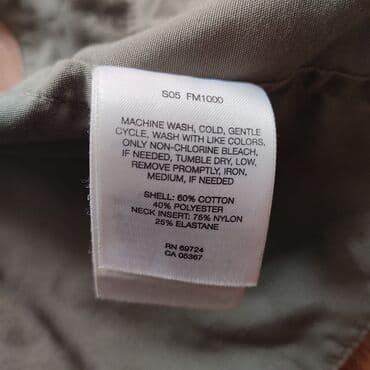 S05 FM1000
MACHINE WASH, COLD, GENTLE
CYCLE, WASH WITH LIKE COLORS,
ONLY NON-CHLORINE BLEACH,
IF NEEDED, TUMBLE DRY, LOW,
REMOVE PROMPTLY, IRON,
MEDIUM, IF NEEDED
SHELL: 60% COTTON
40% POLYESTER
NECK INSERT: 75% NYLON
25% ELASTANE
RN 69724
CA 05367